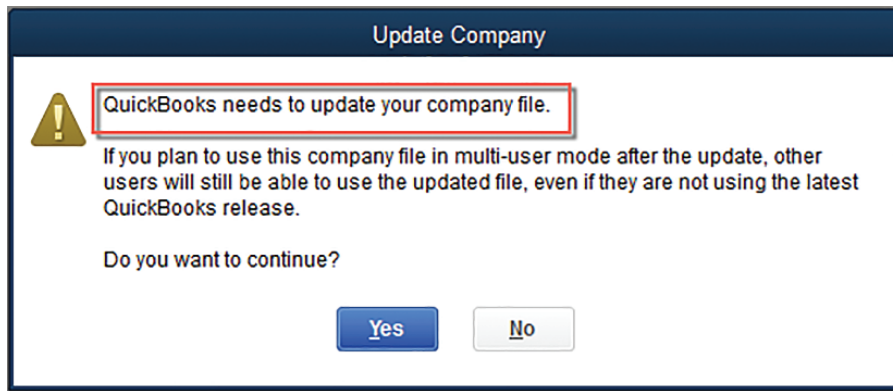 Update Company
QuickBooks needs to update your company file.
If you plan to use this company file in multi-user mode after the update, other
users will still be able to use the updated file, even if they are not using the latest
QuickBooks release.
Do you want to continue?
Yes
No